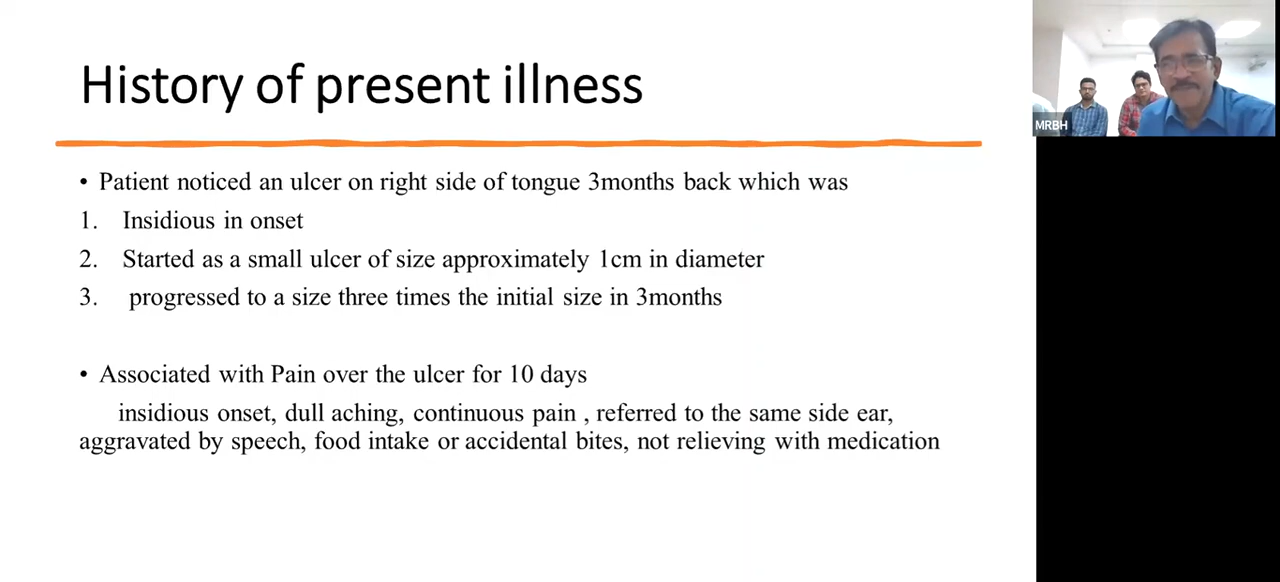 History of present illness
MRBH
• Patient noticed an ulcer on right side of tongue 3months back which was
1. Insidious in onset
2. Started as a small ulcer of size approximately 1cm in diameter
3. progressed to a size three times the initial size in 3months
• Associated with Pain over the ulcer for 10 days
insidious onset, dull aching, continuous pain , referred to the same side ear,
aggravated by speech, food intake or accidental bites, not relieving with medication